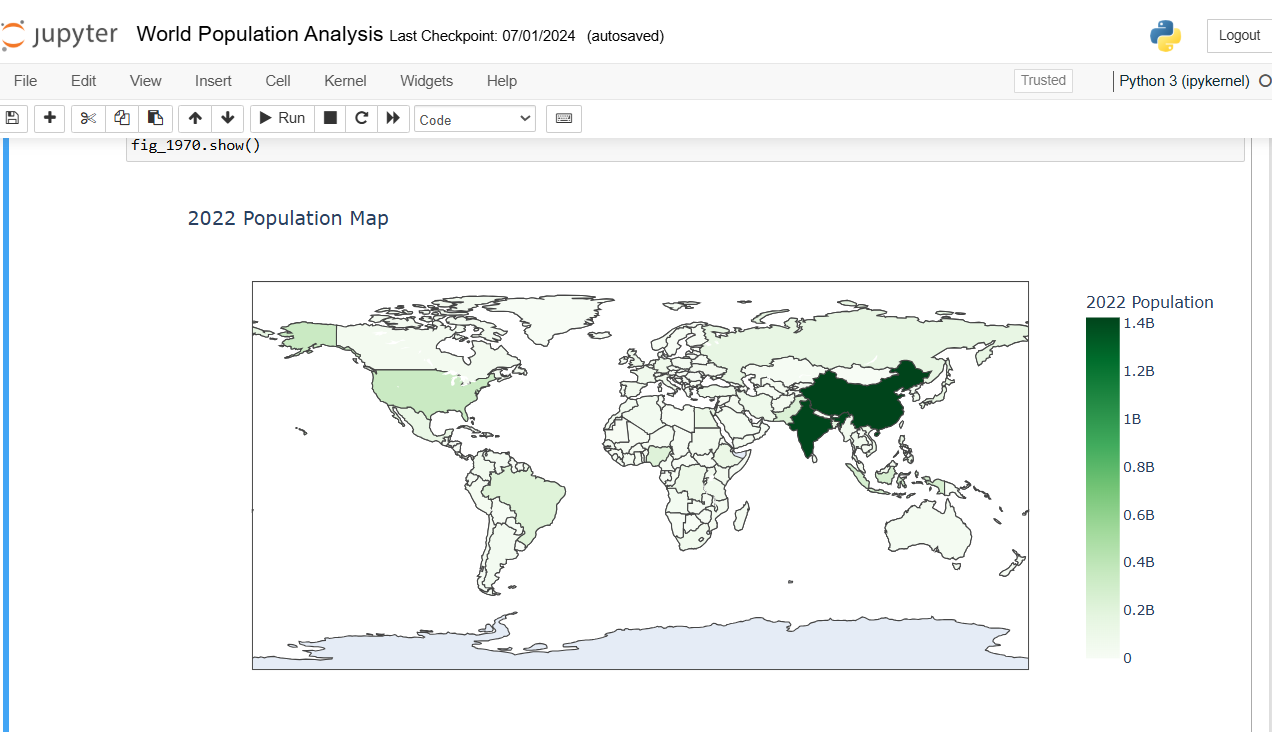 jupyter World Population Analysis Last Checkpoint: 07/01/2024 (autosaved)
Logout
File Edit View Insert Cell Kernel Widgets Help
Trusted
Python 3 (ipykernel)
Run
Code
fig_1970.show()
2022 Population Map
2022 Population
1.4B
1.2B
1B
0.8B
0.6B
0.4B
0.2B
0